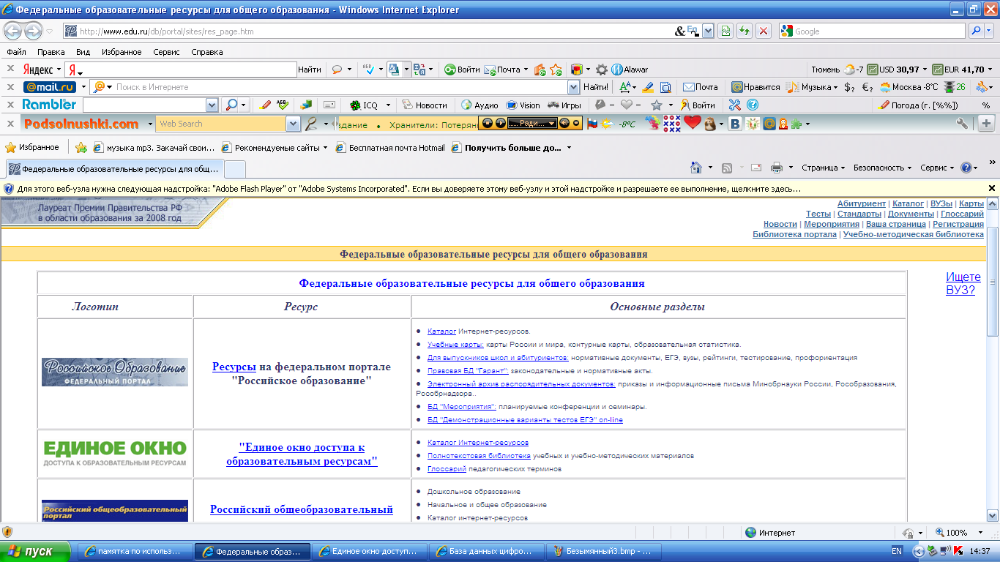 Федеральные образовательные ресурсы для общего образования - Windows Internet Explorer
http://www.edu.ru/db/portal/sites/res_page.htm
Google
Файл Правка Вид Избранное Сервис Справка
Яндекс Я Найти Войти Почта Alawar Тюмень -7 USD 30,97 EUR 41,70
@mail.ru Поиск в Интернете Найти! Почта Нравится Музыка Москва -8°C 26
Rambler ICQ Новости Аудио Vision Игры Войти Погода (г. [%%]) %
Podsolnushki.com Web Search здание • Хранители: Потерян Ради... -8°C
Избранное музыка mp3. Закачай свои... Рекомендуемые сайты Бесплатная почта Hotmail Получить больше до...
Федеральные образовательные ресурсы для общ... Страница Безопасность Сервис
Для этого веб-узла нужна следующая надстройка: "Adobe Flash Player" от "Adobe Systems Incorporated". Если вы доверяете этому веб-узлу и этой надстройке и разрешаете ее выполнение, щелкните здесь...
Лауреат Премии Правительства РФ
в области образования за 2008 год
Абитуриент | Каталог | ВУЗы | Карты
Тесты | Стандарты | Документы | Глоссарий
Новости | Мероприятия | Ваша страница | Регистрация
Библиотека портала | Учебно-методическая библиотека
Федеральные образовательные ресурсы для общего образования
Ищете
ВУЗ?
Федеральные образовательные ресурсы для общего образования
Логотип Ресурс Основные разделы
Российское Образование
ФЕДЕРАЛЬНЫЙ ПОРТАЛ
Ресурсы на федеральном портале
"Российское образование"
• Каталог Интернет-ресурсов.
• Учебные карты: карты России и мира, контурные карты, образовательная статистика.
• Для выпускников школ и абитуриентов: нормативные документы, ЕГЭ, вузы, рейтинги, тестирование, профориентация
• Правовая БД "Гарант": законодательные и нормативные акты.
• Электронный архив распорядительных документов: приказы и информационные письма Минобрнауки России, Рособразования,
Рособрнадзора..
• БД "Мероприятия": планируемые конференции и семинары.
• БД "Демонстрационные варианты тестов ЕГЭ" on-line
ЕДИНОЕ ОКНО
ДОСТУПА К ОБРАЗОВАТЕЛЬНЫМ РЕСУРСАМ
"Единое окно доступа к
образовательным ресурсам"
• Каталог Интернет-ресурсов
• Полнотекстовая библиотека учебных и учебно-методических материалов
• Глоссарий педагогических терминов
Российский общеобразовательный
портал
Российский общеобразовательный
• Дошкольное образование
• Начальное и общее образование
• Каталог интернет-ресурсов
Интернет 100%
пуск памятка по использ... Федеральные образ... Единое окно доступ... База данных цифро... Безымянный3.bmp - ... EN 14:37